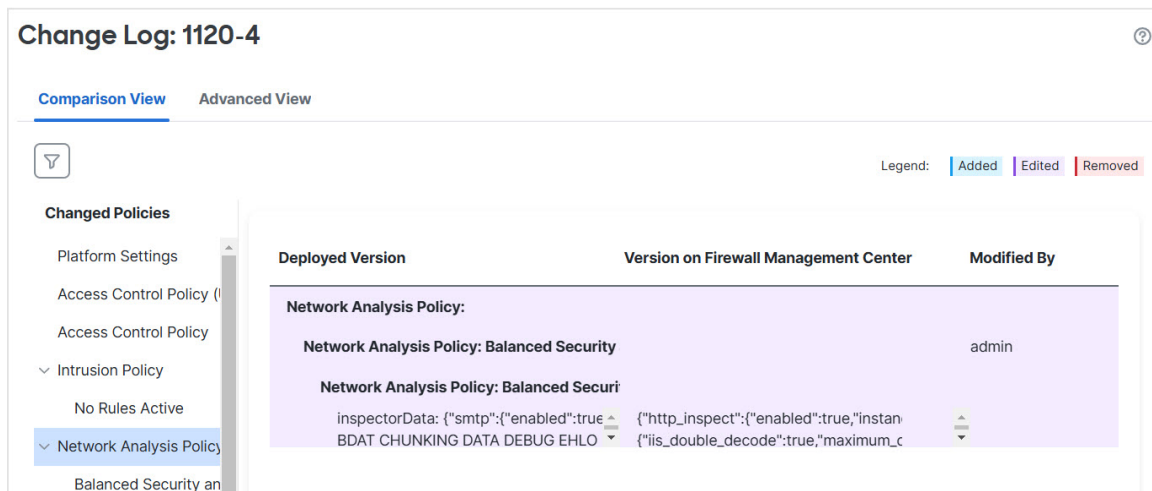 Change Log: 1120-4
Comparison View Advanced View
Legend: Added Edited Removed
Changed Policies
Platform Settings
Access Control Policy (
Access Control Policy
Intrusion Policy
No Rules Active
Network Analysis Policy
Balanced Security an
Deployed Version Version on Firewall Management Center Modified By
Network Analysis Policy:
Network Analysis Policy: Balanced Security admin
Network Analysis Policy: Balanced Securi
inspectorData: {"smtp":{"enabled":true {"http_inspect":{"enabled":true,"instan
BDAT CHUNKING DATA DEBUG EHLO {"iis_double_decode":true,"maximum_c